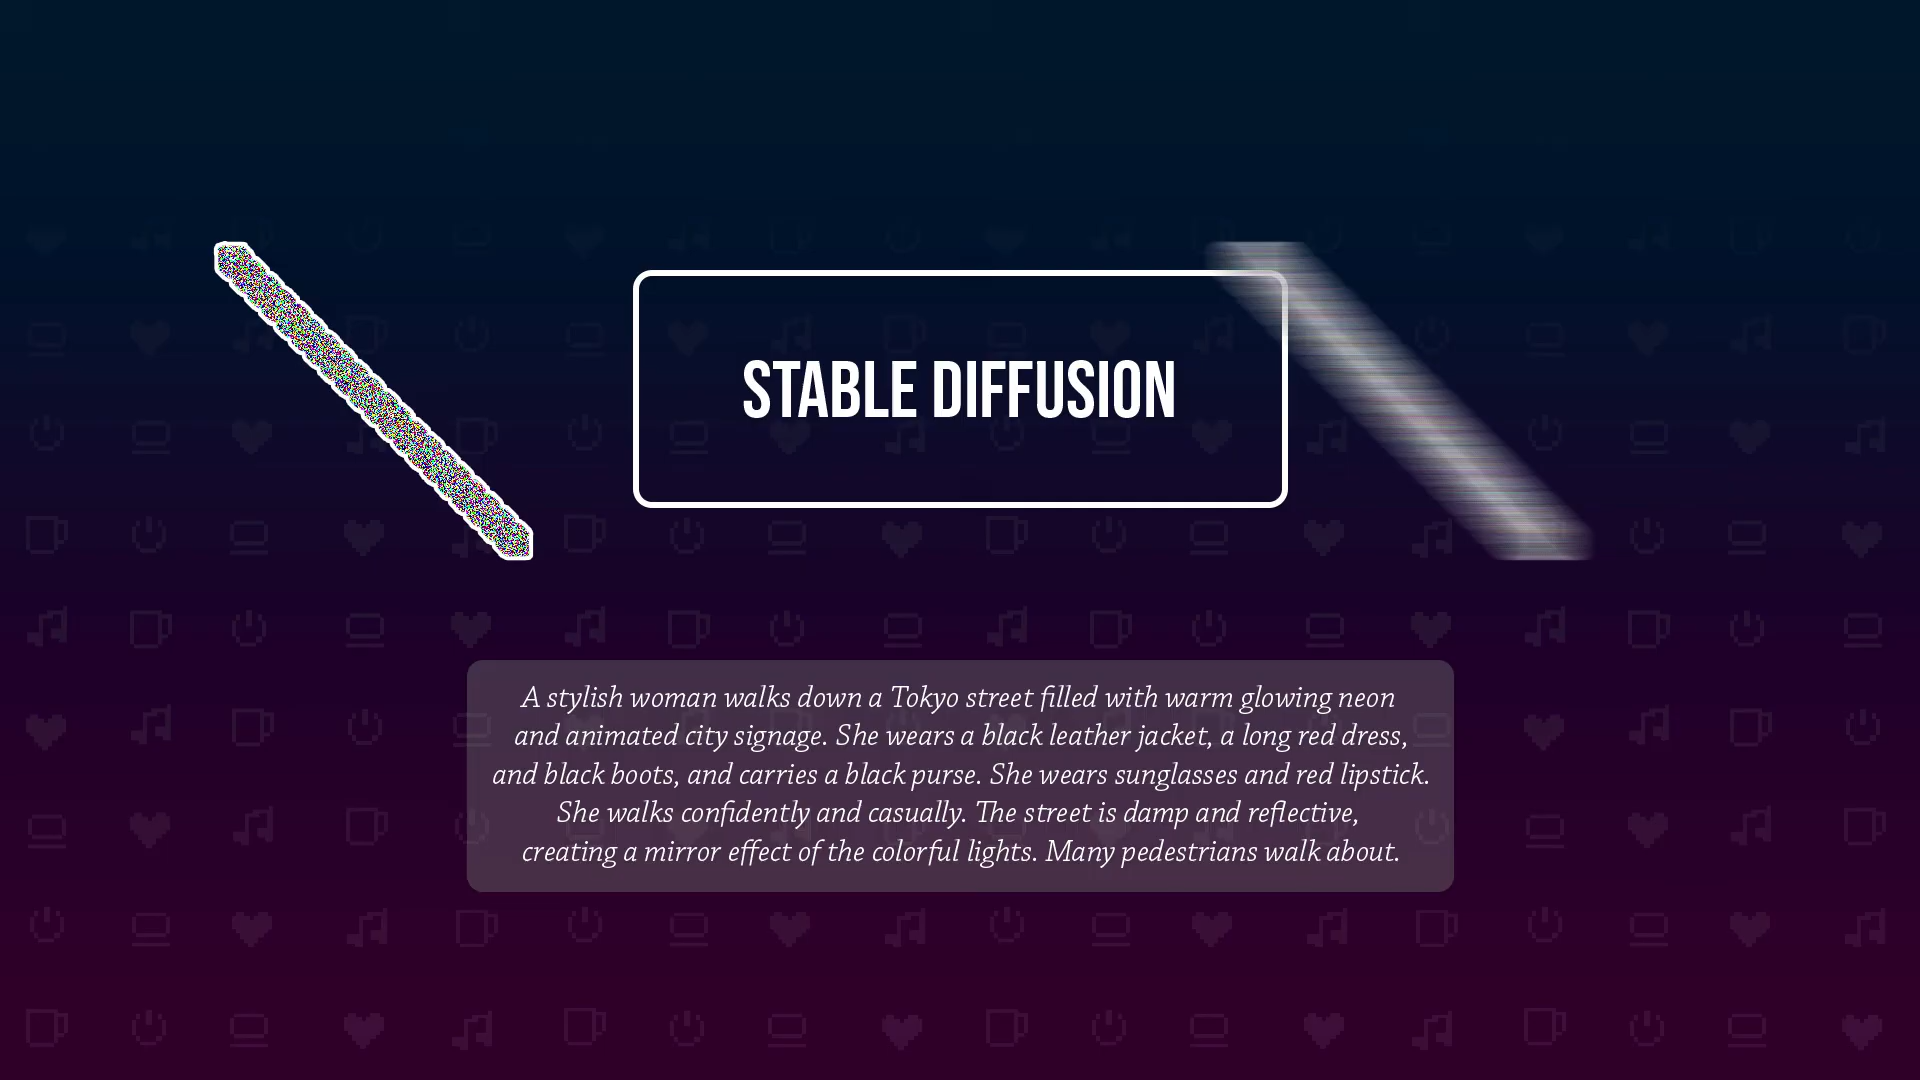 STABLE DIFFUSION
A stylish woman walks down a Tokyo street filled with warm glowing neon
and animated city signage. She wears a black leather jacket, a long red dress,
and black boots, and carries a black purse. She wears sunglasses and red lipstick.
She walks confidently and casually. The street is damp and reflective,
creating a mirror effect of the colorful lights. Many pedestrians walk about.